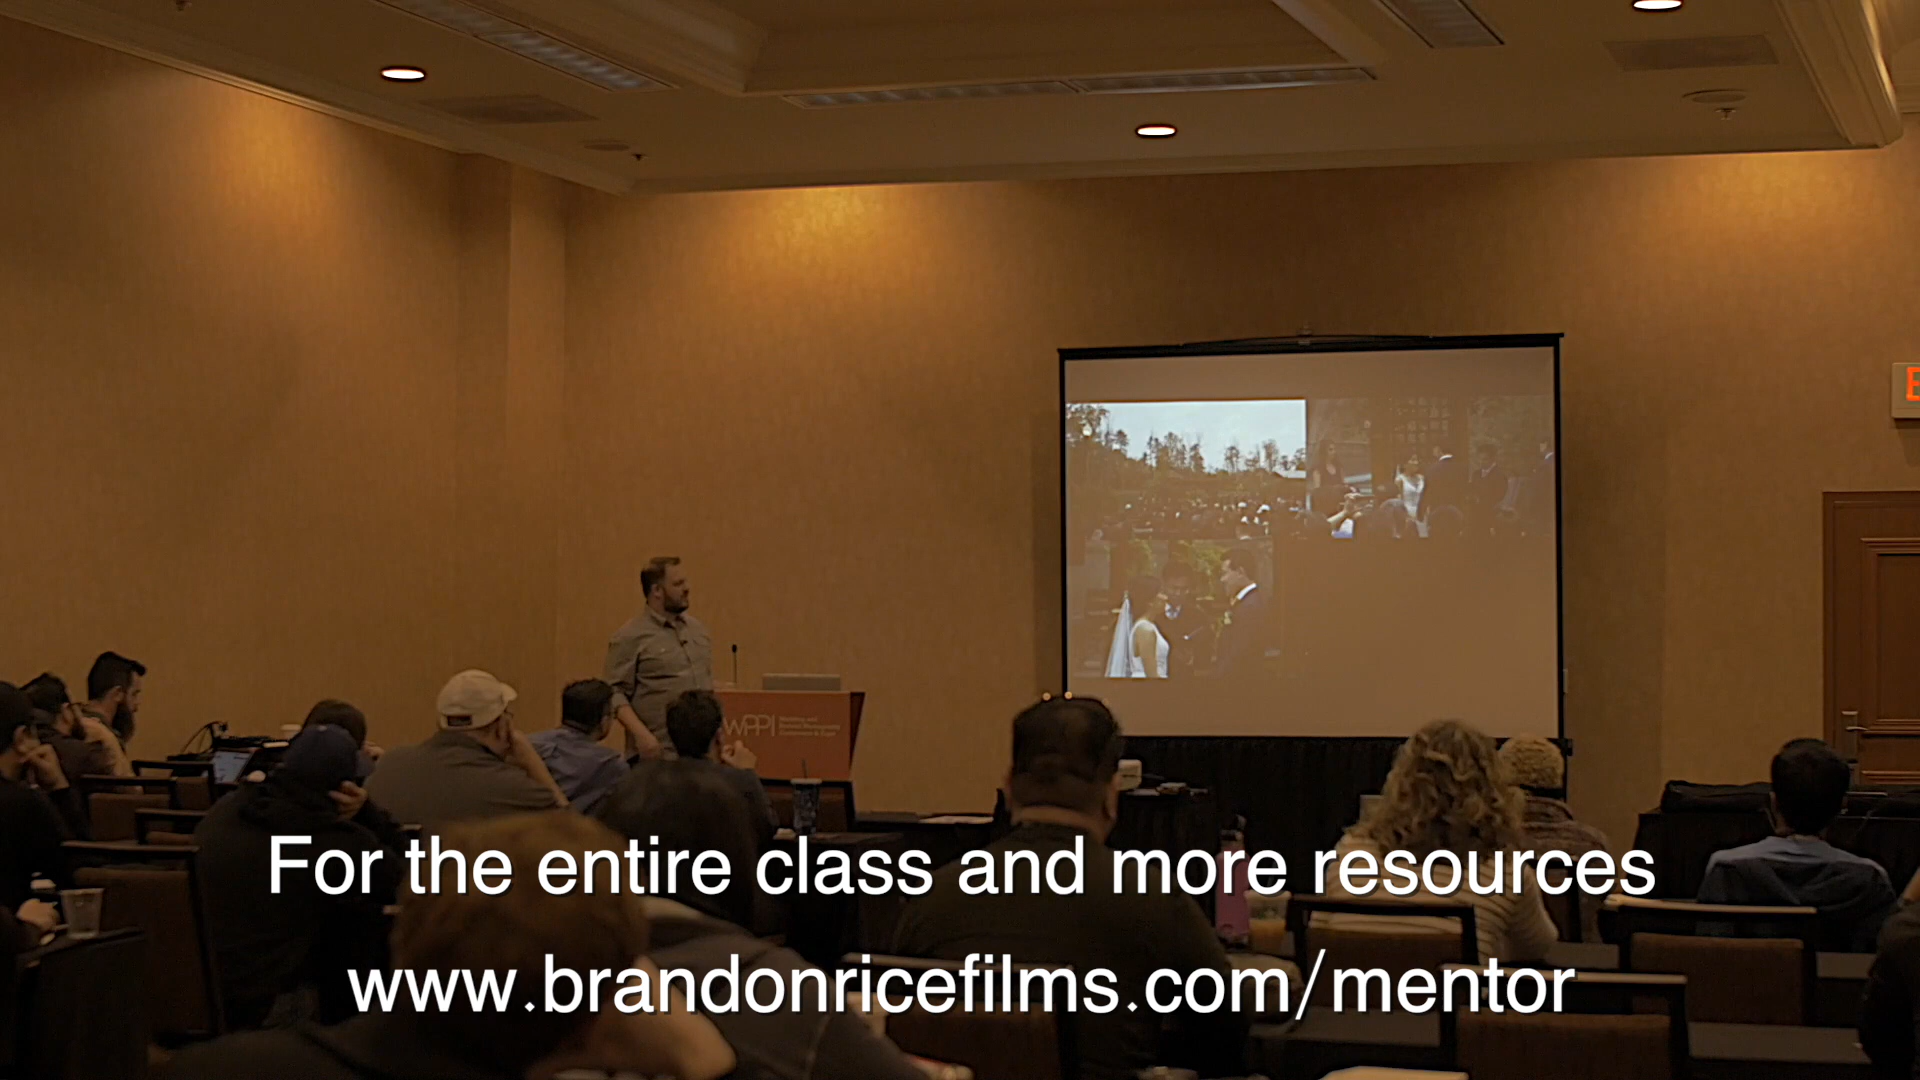 E
WPPI
For the entire class and more resources
www.brandonricefilms.com/mentor